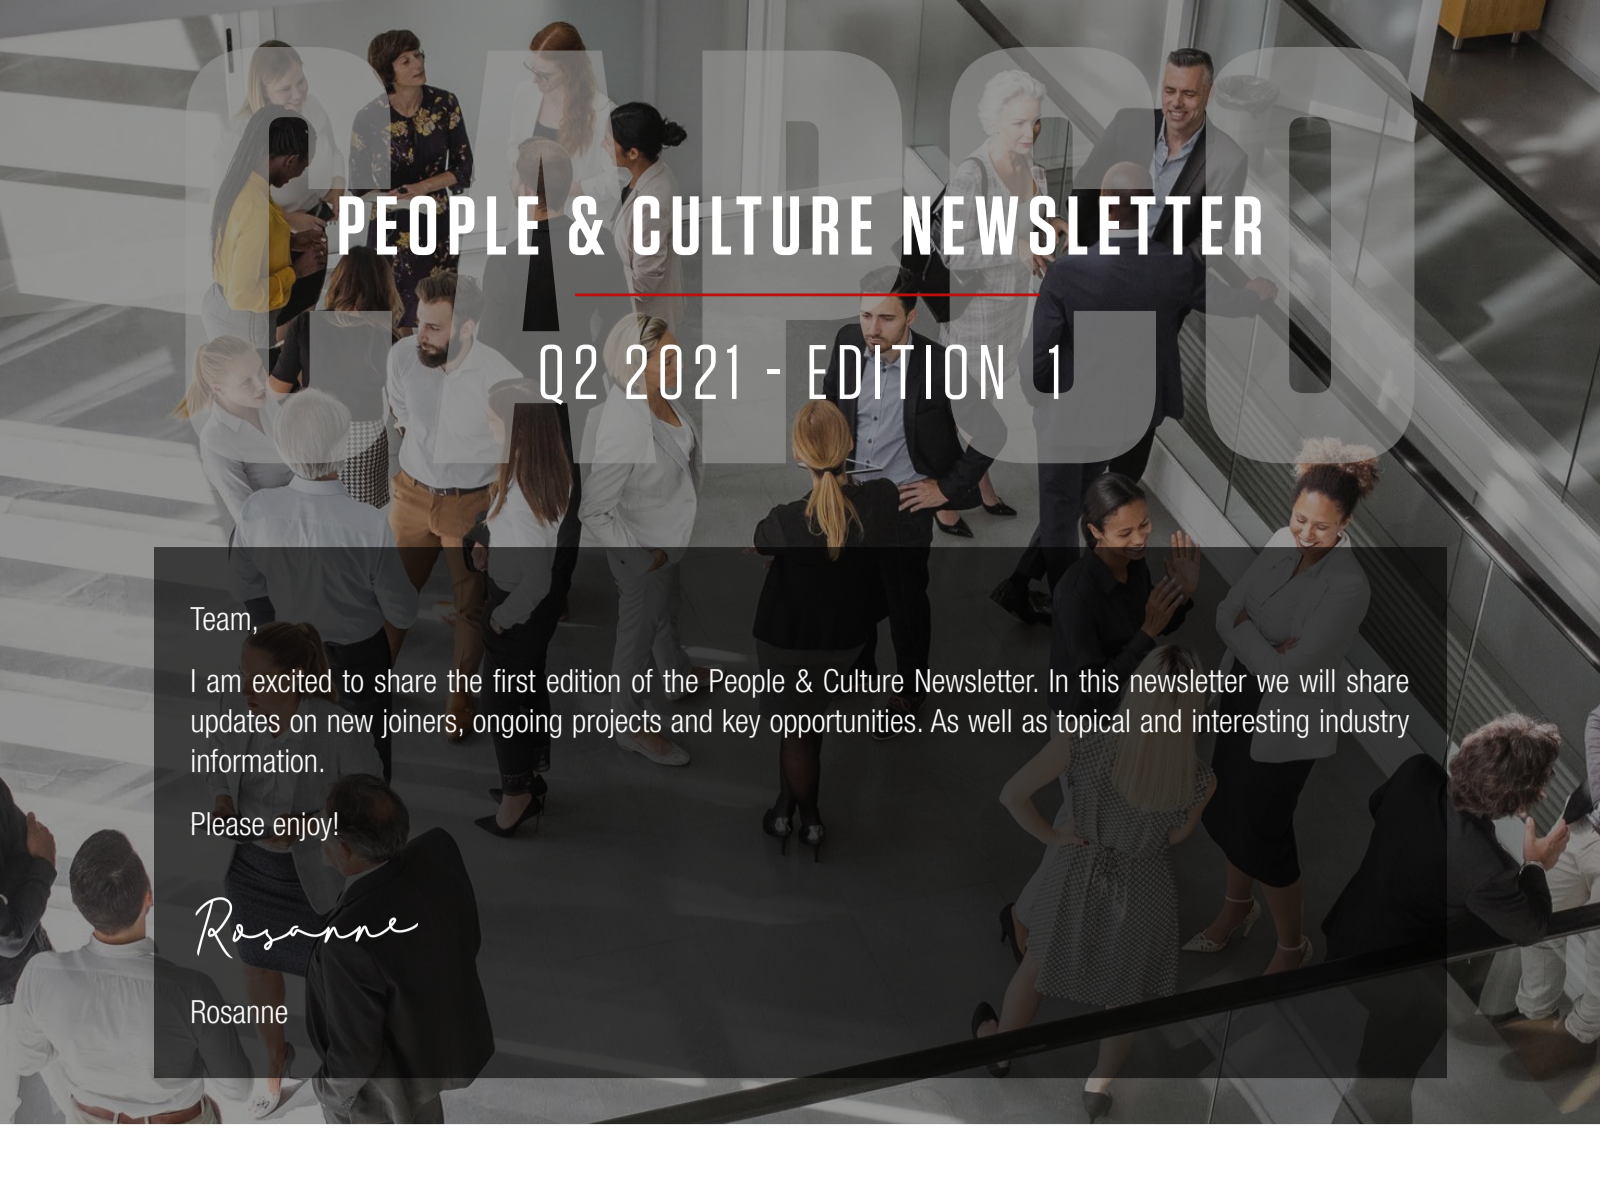 CAPCO
PEOPLE & CULTURE NEWSLETTER
Q2 2021 - EDITION 1
Team,
I am excited to share the first edition of the People & Culture Newsletter. In this newsletter we will share
updates on new joiners, ongoing projects and key opportunities. As well as topical and interesting industry
information.
Please enjoy!
Rosanne
Rosanne